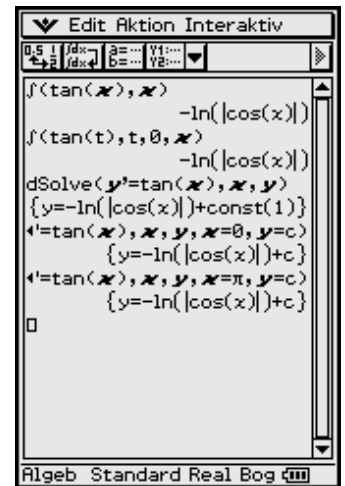 Edit Aktion Interaktiv
∫(tan(x),x)
-ln(|cos(x)|)
∫(tan(t),t,0,x)
-ln(|cos(x)|)
dSolve(y'=tan(x),x,y)
{y=-ln(|cos(x)|)+const(1)}
◂'=tan(x),x,y,x=0,y=c)
{y=-ln(|cos(x)|)+c}
◂'=tan(x),x,y,x=π,y=c)
{y=-ln(|cos(x)|)+c}
Algeb Standard Real Bog